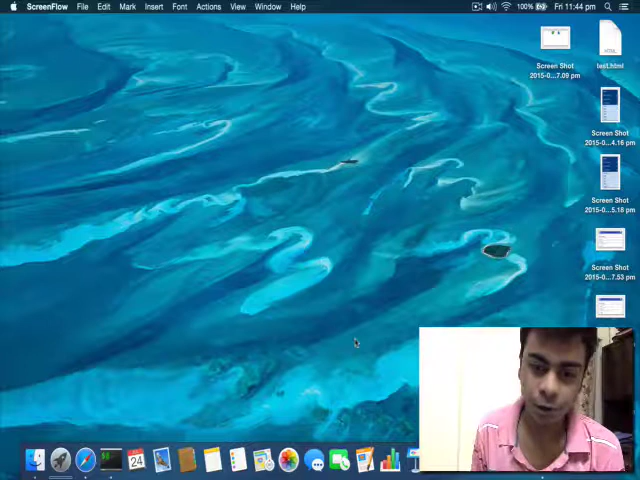 ScreenFlow File Edit Mark Insert Font Actions View Window Help
100% Fri 11:44 pm
Screen Shot
2015-0...7.09 pm
HTML
test.html
Screen Shot
2015-0...4.16 pm
Screen Shot
2015-0...5.18 pm
Screen Shot
2015-0...7.53 pm
24